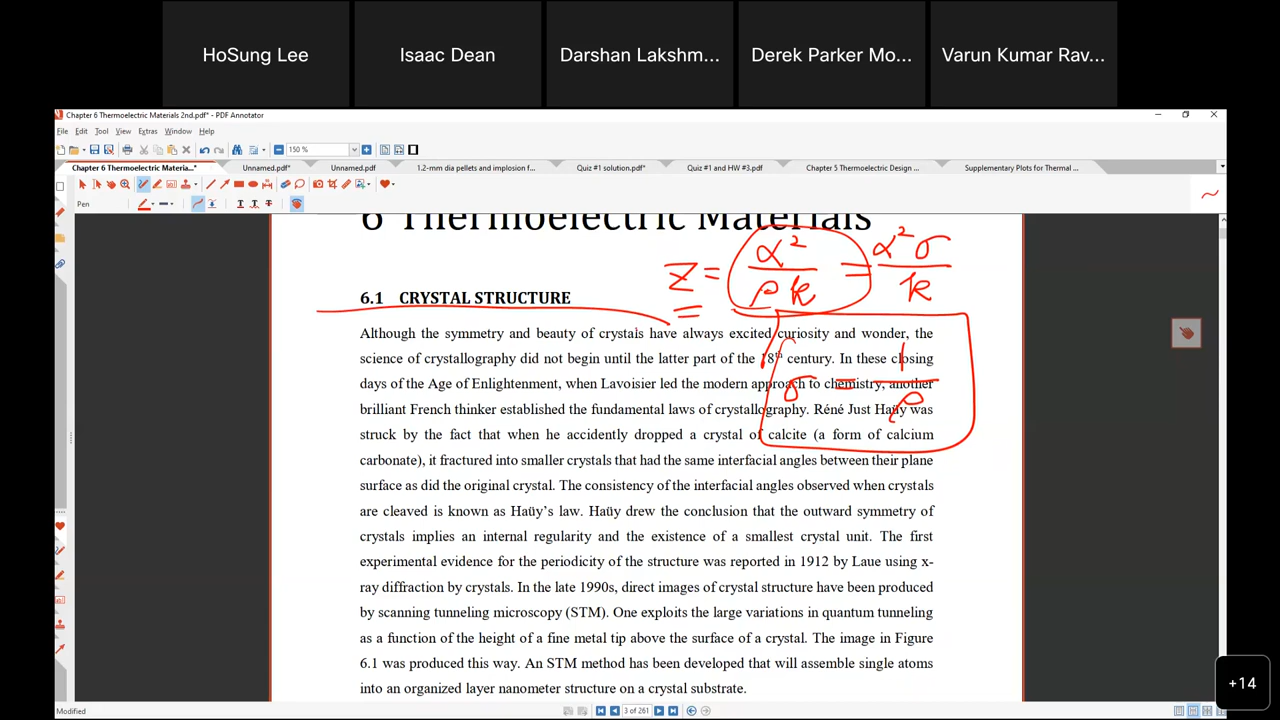 HoSung Lee
Isaac Dean
Darshan Lakshm...
Derek Parker Mo...
Varun Kumar Rav...
Chapter 6 Thermoelectric Materials 2nd.pdf* - PDF Annotator
File Edit Tool View Extras Window Help
150 %
Chapter 6 Thermoelectric Materia...* Unnamed.pdf* Unnamed.pdf 1.2-mm dia pellets and implosion f... Quiz #1 solution.pdf* Quiz #1 and HW #3.pdf Chapter 5 Thermoelectric Design ... Supplementary Plots for Thermal ...
Pen
6 Thermoelectric Materials
Z = α² / ρk = α²σ / k
6.1 CRYSTAL STRUCTURE
σ = 1 / ρ
Although the symmetry and beauty of crystals have always excited curiosity and wonder, the
science of crystallography did not begin until the latter part of the 18th century. In these closing
days of the Age of Enlightenment, when Lavoisier led the modern approach to chemistry, another
brilliant French thinker established the fundamental laws of crystallography. Réné Just Haüy was
struck by the fact that when he accidently dropped a crystal of calcite (a form of calcium
carbonate), it fractured into smaller crystals that had the same interfacial angles between their plane
surface as did the original crystal. The consistency of the interfacial angles observed when crystals
are cleaved is known as Haüy's law. Haüy drew the conclusion that the outward symmetry of
crystals implies an internal regularity and the existence of a smallest crystal unit. The first
experimental evidence for the periodicity of the structure was reported in 1912 by Laue using x-
ray diffraction by crystals. In the late 1990s, direct images of crystal structure have been produced
by scanning tunneling microscopy (STM). One exploits the large variations in quantum tunneling
as a function of the height of a fine metal tip above the surface of a crystal. The image in Figure
6.1 was produced this way. An STM method has been developed that will assemble single atoms
into an organized layer nanometer structure on a crystal substrate.
+14
Modified
3 of 261